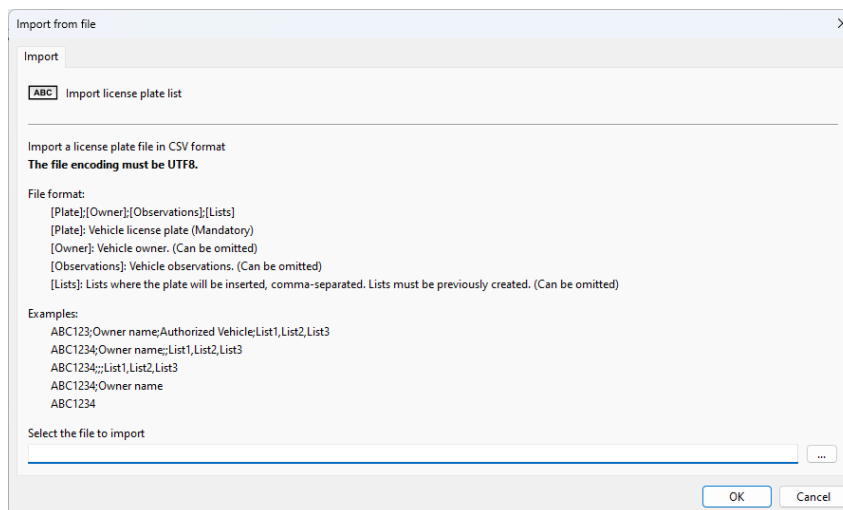 Import from file
Import
ABC Import license plate list
Import a license plate file in CSV format
The file encoding must be UTF8.
File format:
[Plate];[Owner];[Observations];[Lists]
[Plate]: Vehicle license plate (Mandatory)
[Owner]: Vehicle owner. (Can be omitted)
[Observations]: Vehicle observations. (Can be omitted)
[Lists]: Lists where the plate will be inserted, comma-separated. Lists must be previously created. (Can be omitted)
Examples:
ABC123;Owner name;Authorized Vehicle;List1,List2,List3
ABC1234;Owner name;;List1,List2,List3
ABC1234;;;List1,List2,List3
ABC1234;Owner name
ABC1234
Select the file to import
...
OK Cancel